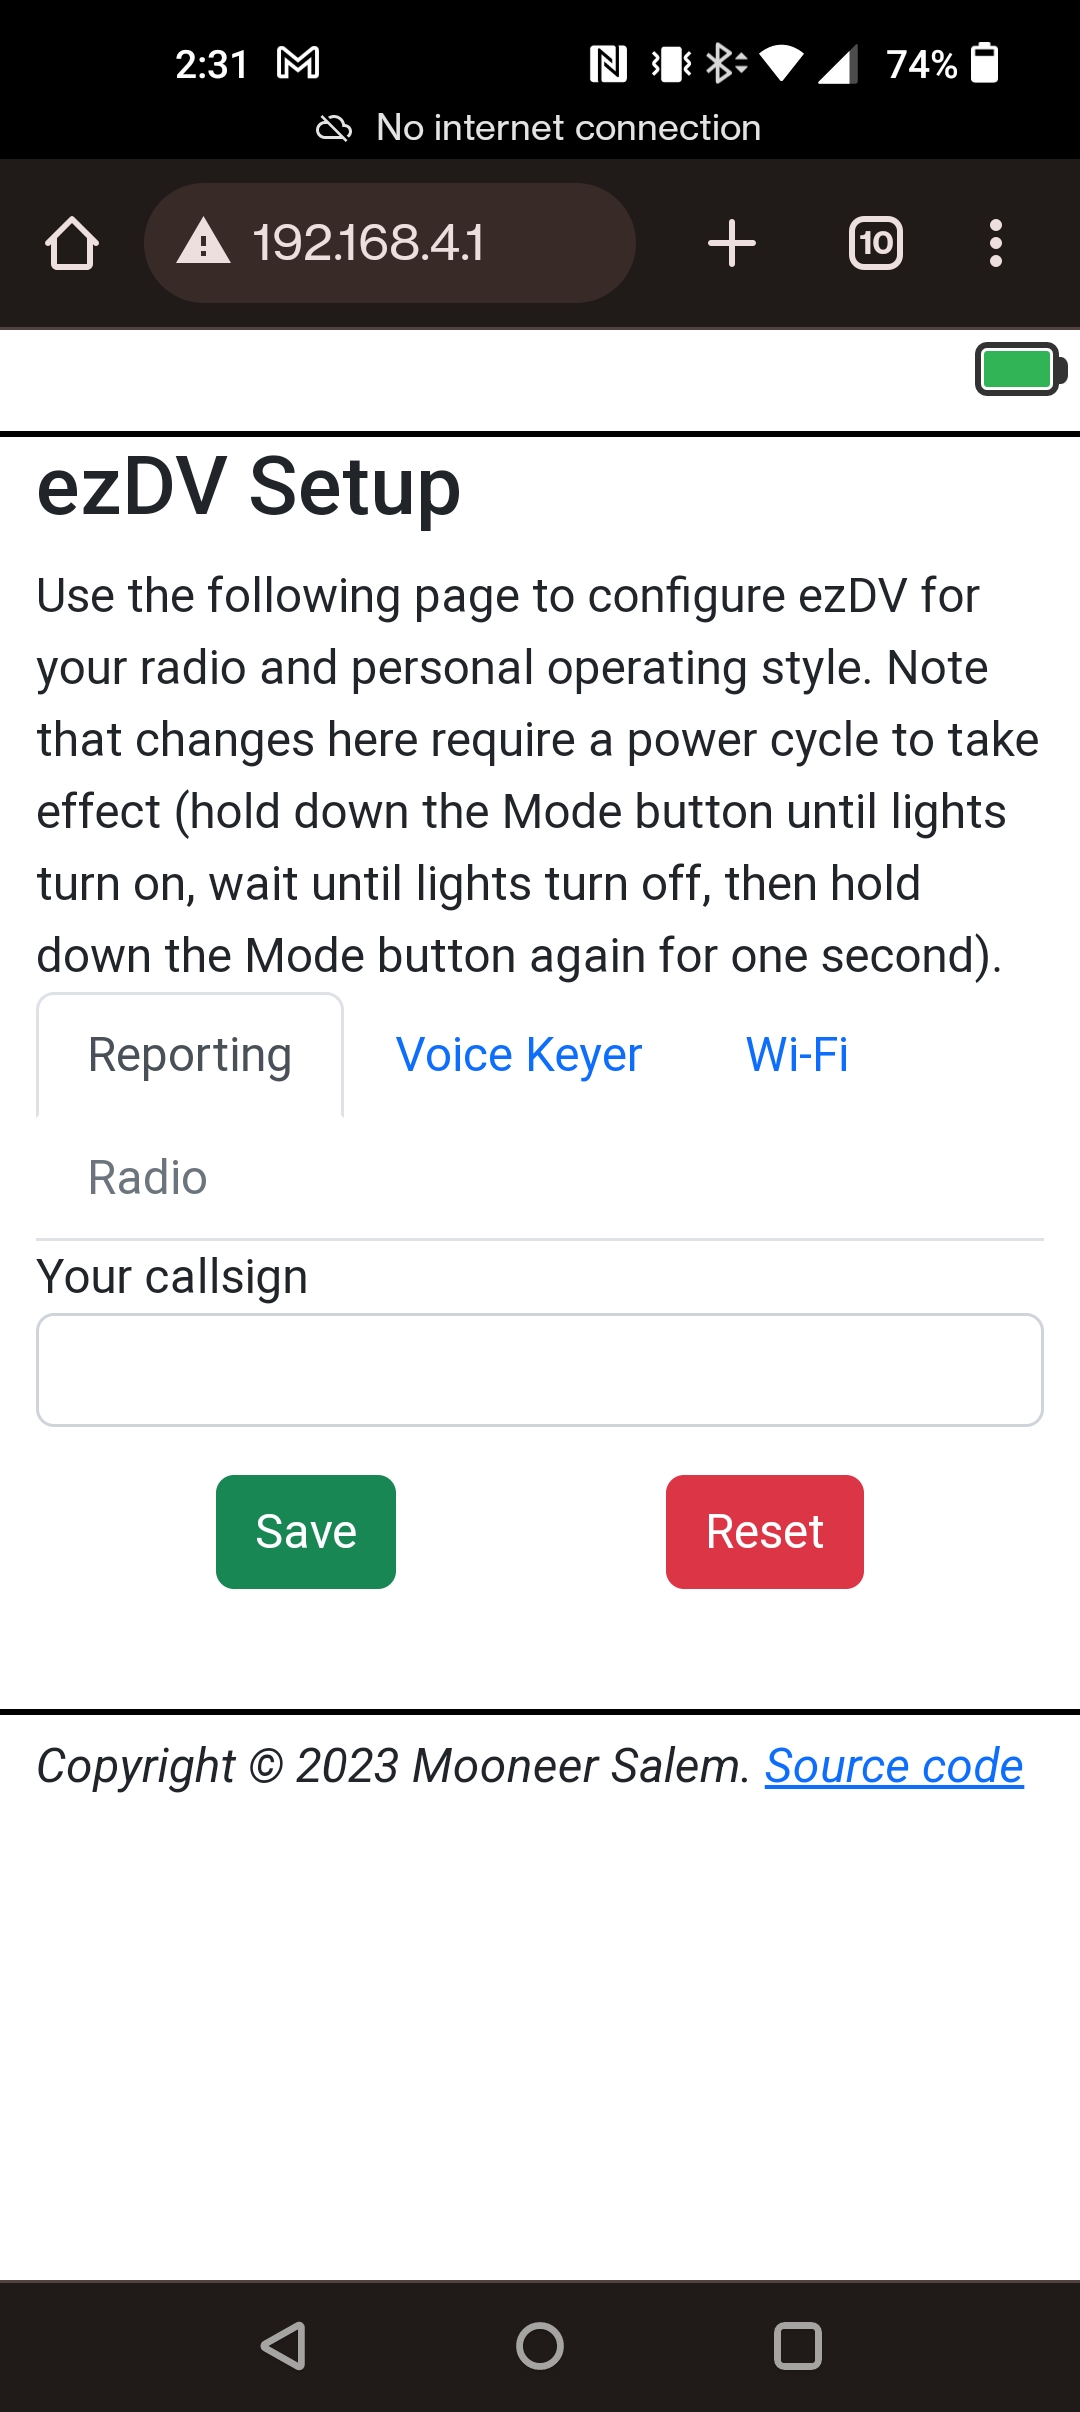 2:31 74%
No internet connection
192.168.4.1 10
ezDV Setup
Use the following page to configure ezDV for
your radio and personal operating style. Note
that changes here require a power cycle to take
effect (hold down the Mode button until lights
turn on, wait until lights turn off, then hold
down the Mode button again for one second).
Reporting Voice Keyer Wi-Fi
Radio
Your callsign
Save Reset
Copyright © 2023 Mooneer Salem. Source code